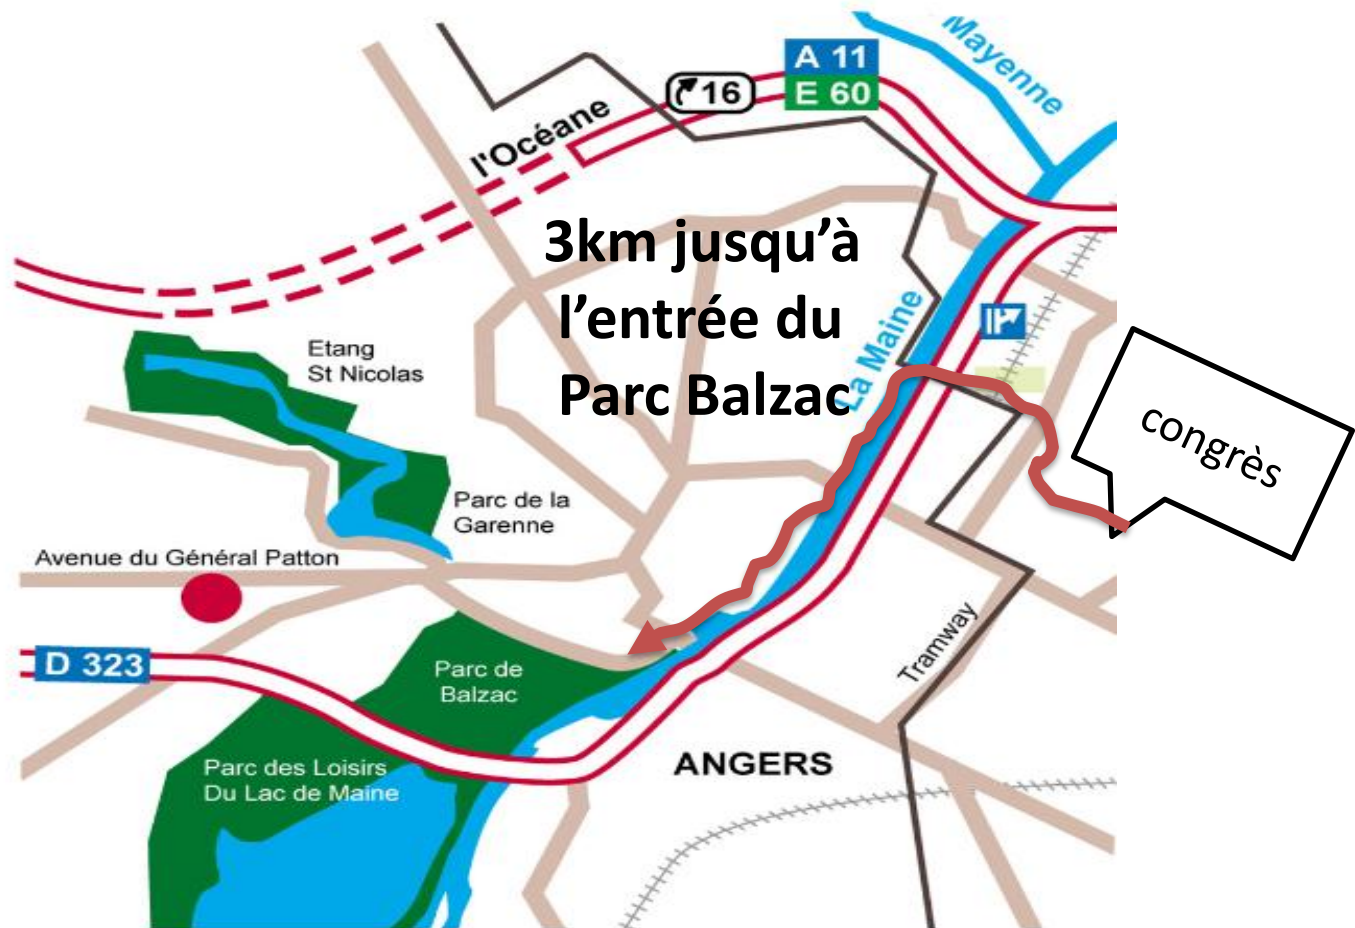 Mayenne
A 11
E 60
16
l'Océane
3km jusqu'à
l'entrée du
Parc Balzac
La Maine
Etang
St Nicolas
congrès
Parc de la
Garenne
Avenue du Général Patton
Tramway
D 323
Parc de
Balzac
ANGERS
Parc des Loisirs
Du Lac de Maine